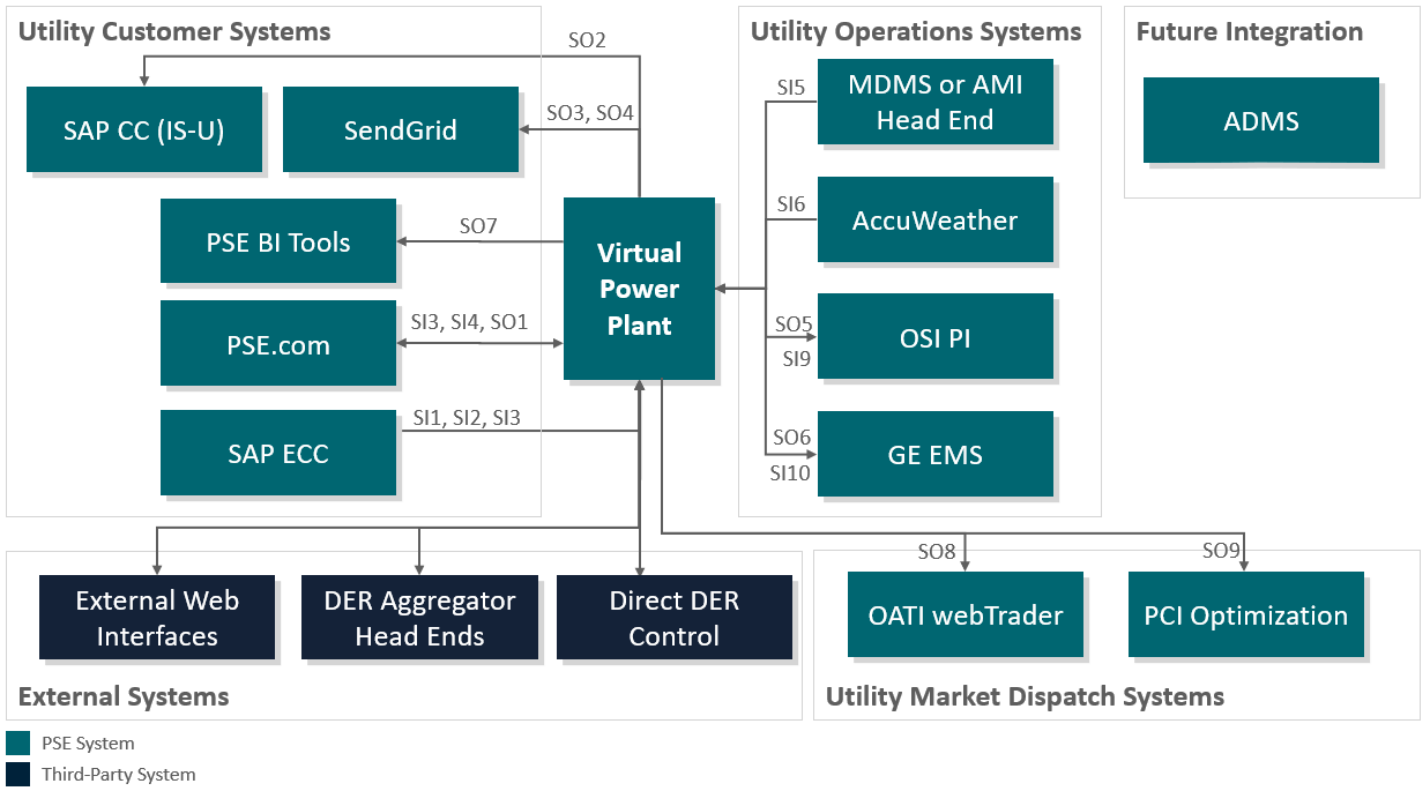 Utility Customer Systems
SO2
SAP CC (IS-U)
SendGrid
SO3, SO4
PSE BI Tools
SO7
PSE.com
SI3, SI4, SO1
SAP ECC
SI1, SI2, SI3
Virtual
Power
Plant
Utility Operations Systems
SI5
MDMS or AMI
Head End
SI6
AccuWeather
SO5
SI9
OSI PI
SO6
SI10
GE EMS
Future Integration
ADMS
External Web
Interfaces
DER Aggregator
Head Ends
Direct DER
Control
External Systems
SO8
OATI webTrader
SO9
PCI Optimization
Utility Market Dispatch Systems
PSE System
Third-Party System